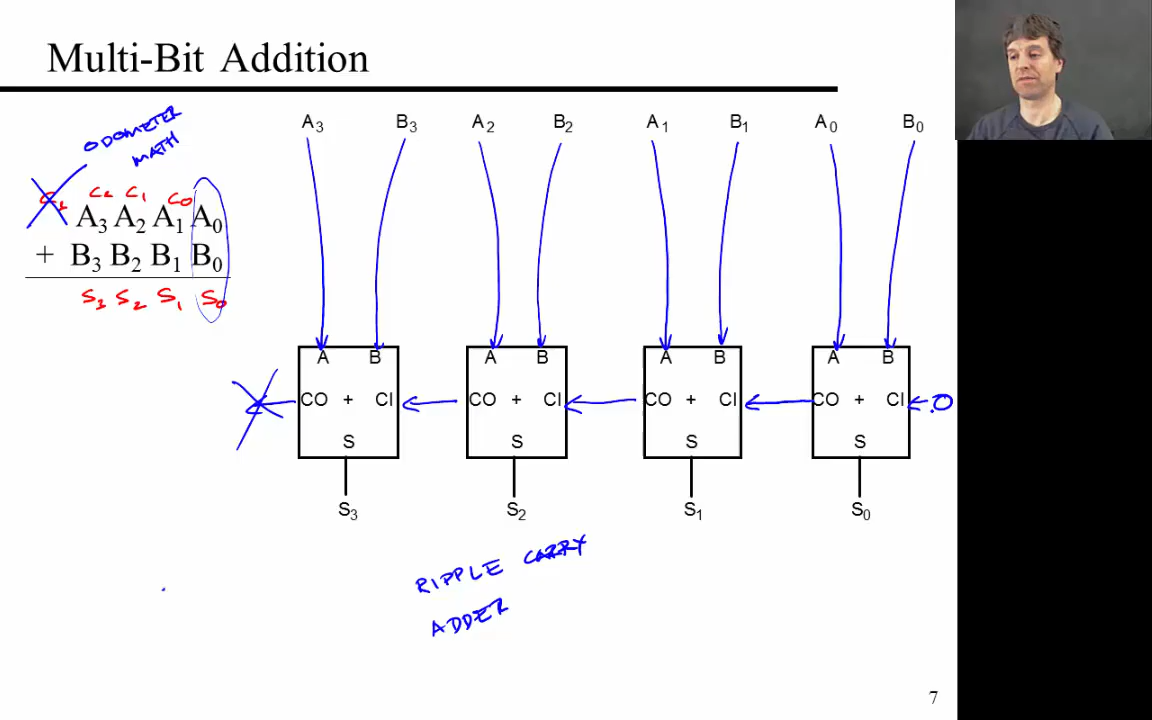 Multi-Bit Addition
ODOMETER
MATH
A3 B3 A2 B2 A1 B1 A0 B0
C2 C1 C0
A3 A2 A1 A0
+ B3 B2 B1 B0
S3 S2 S1 S0
A B A B A B A B
CO + CI CO + CI CO + CI CO + CI 0
S S S S
S3 S2 S1 S0
RIPPLE CARRY
ADDER
7